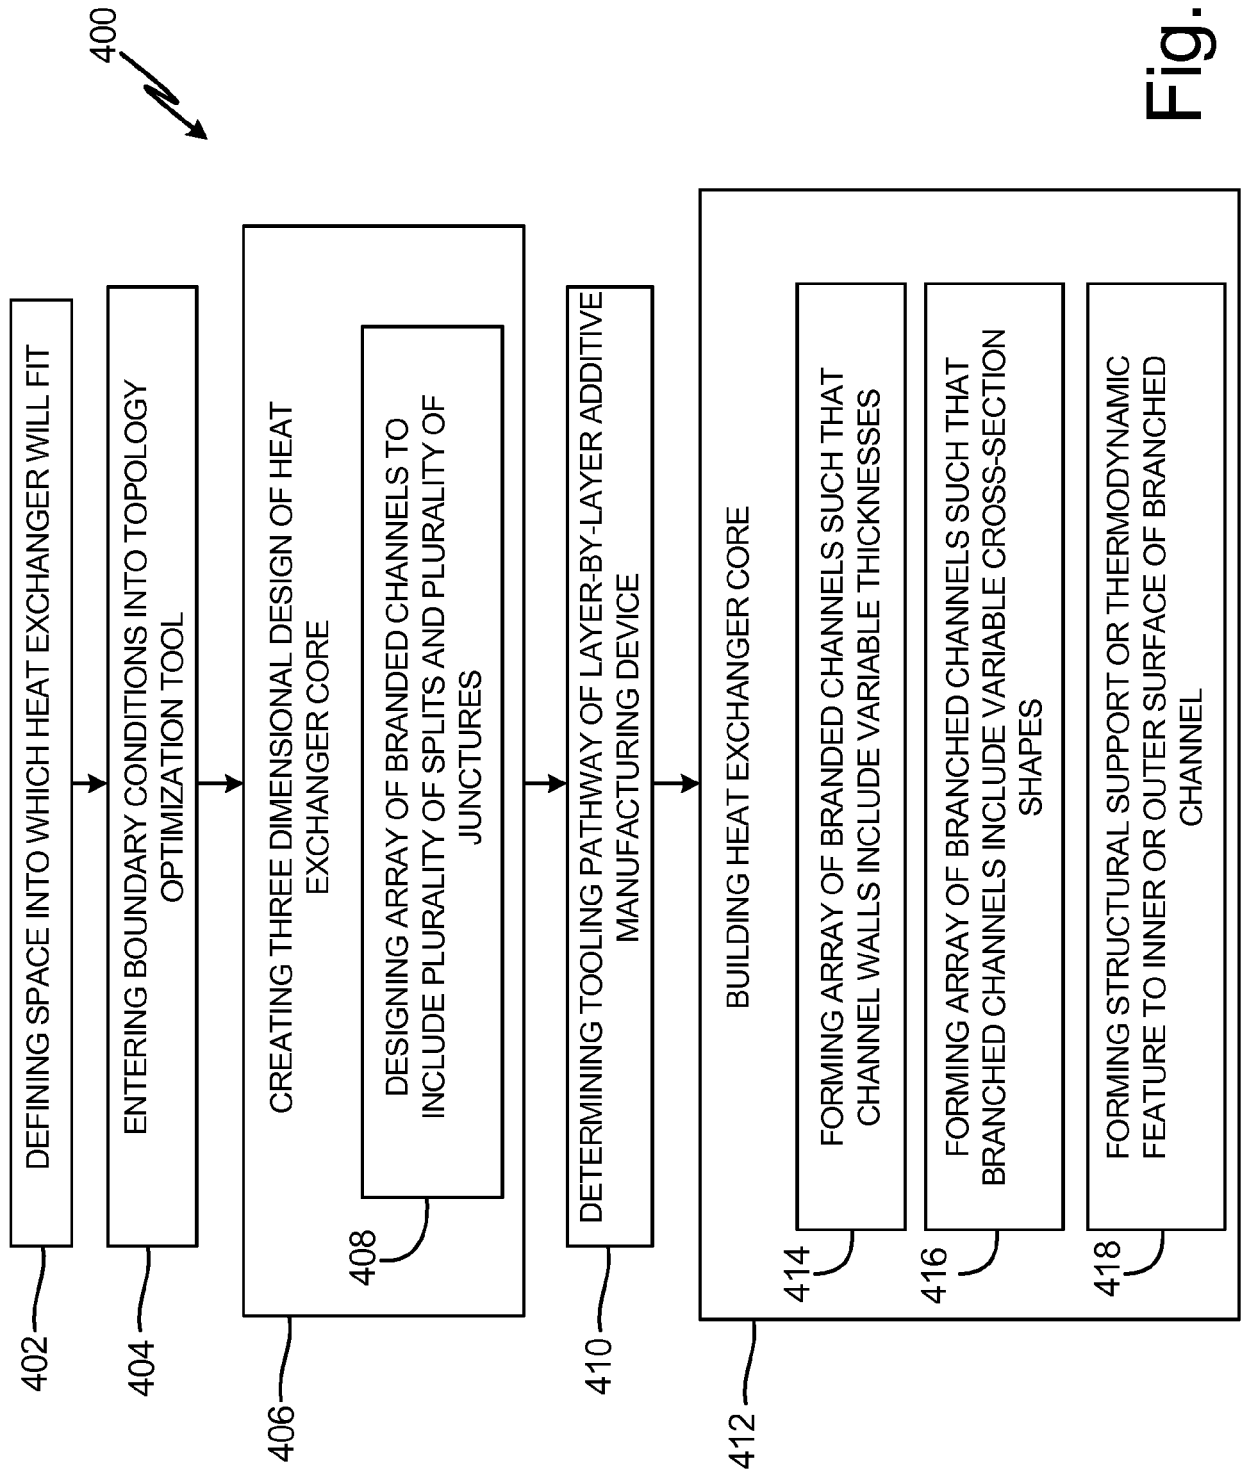 400
402
DEFINING SPACE INTO WHICH HEAT EXCHANGER WILL FIT
404
ENTERING BOUNDARY CONDITIONS INTO TOPOLOGY
OPTIMIZATION TOOL
406
CREATING THREE DIMENSIONAL DESIGN OF HEAT
EXCHANGER CORE
408
DESIGNING ARRAY OF BRANDED CHANNELS TO
INCLUDE PLURALITY OF SPLITS AND PLURALITY OF
JUNCTURES
410
DETERMINING TOOLING PATHWAY OF LAYER-BY-LAYER ADDITIVE
MANUFACTURING DEVICE
412
BUILDING HEAT EXCHANGER CORE
414
FORMING ARRAY OF BRANDED CHANNELS SUCH THAT
CHANNEL WALLS INCLUDE VARIABLE THICKNESSES
416
FORMING ARRAY OF BRANCHED CHANNELS SUCH THAT
BRANCHED CHANNELS INCLUDE VARIABLE CROSS-SECTION
SHAPES
418
FORMING STRUCTURAL SUPPORT OR THERMODYNAMIC
FEATURE TO INNER OR OUTER SURFACE OF BRANCHED
CHANNEL
Fig.